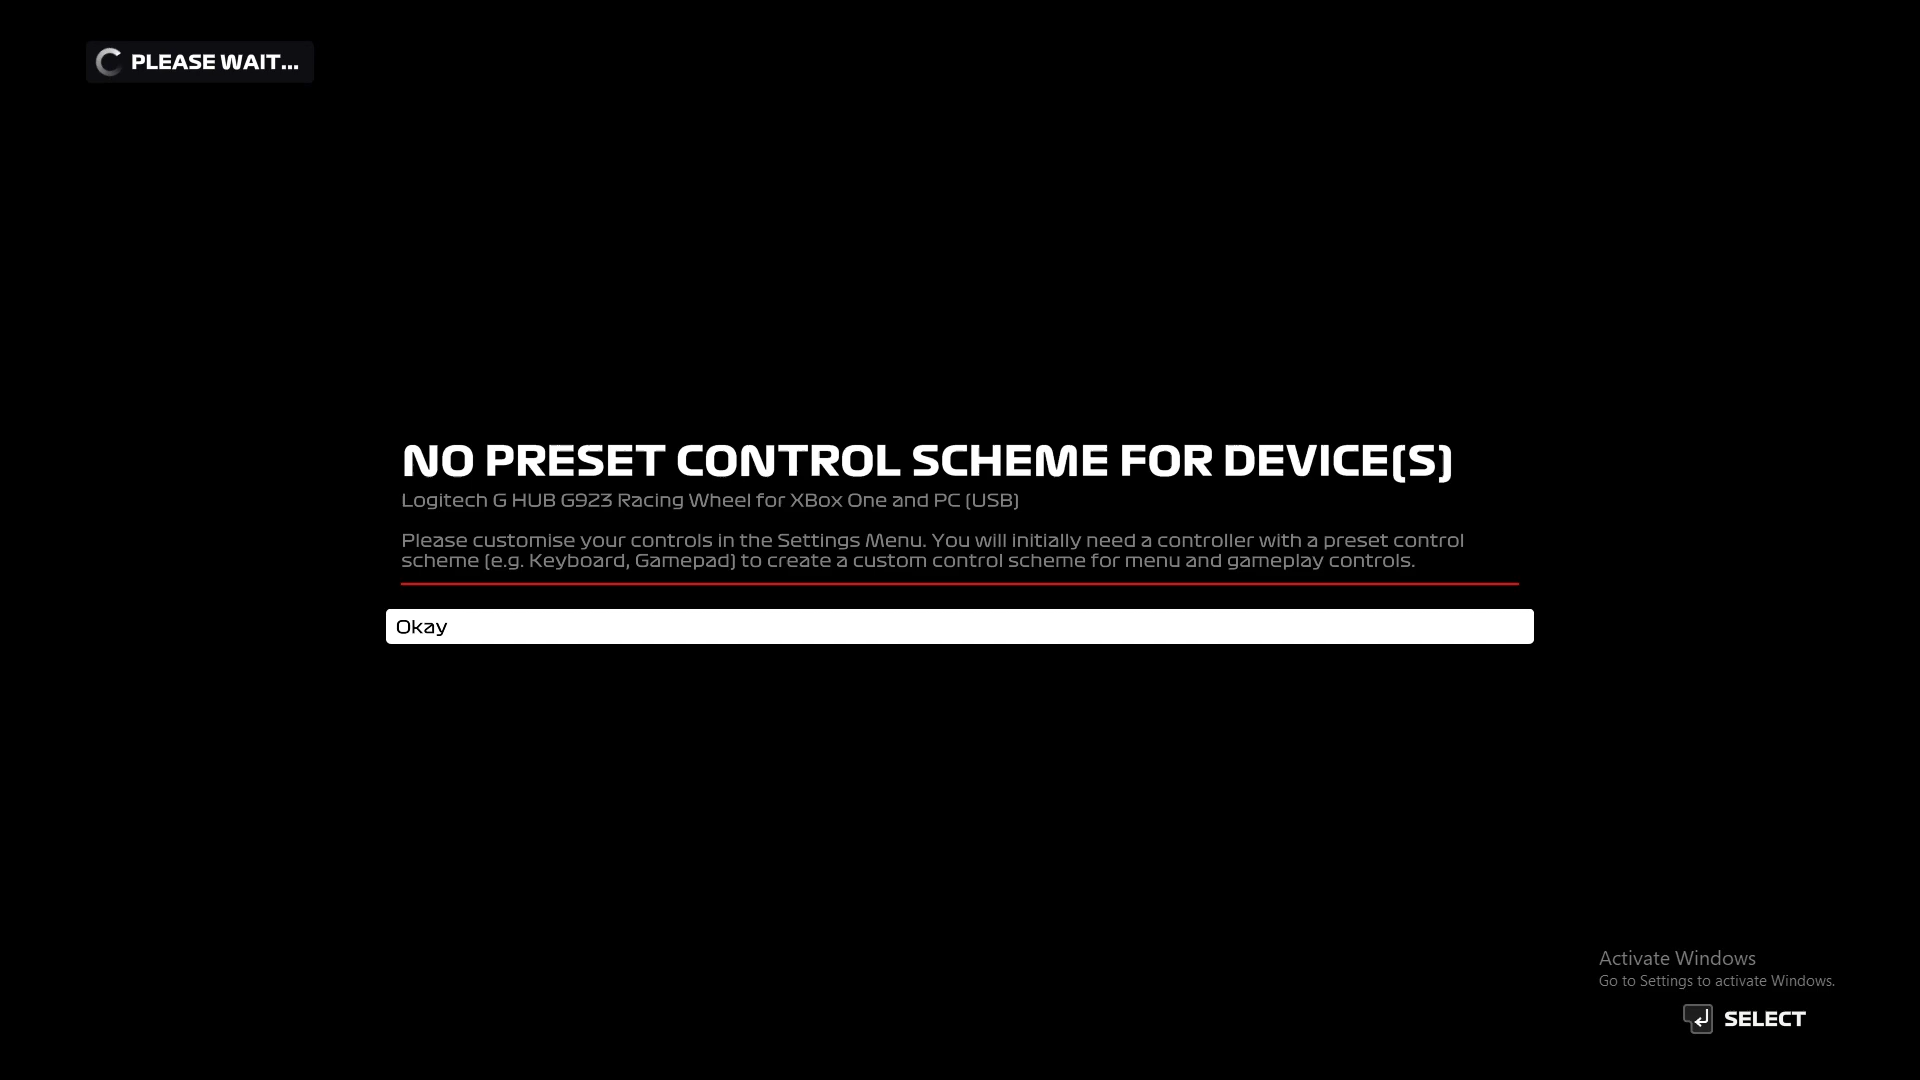 PLEASE WAIT...
NO PRESET CONTROL SCHEME FOR DEVICE(S)
Logitech G HUB G923 Racing Wheel for XBox One and PC (USB)
Please customise your controls in the Settings Menu. You will initially need a controller with a preset control
scheme (e.g. Keyboard, Gamepad) to create a custom control scheme for menu and gameplay controls.
Okay
Activate Windows
Go to Settings to activate Windows.
SELECT